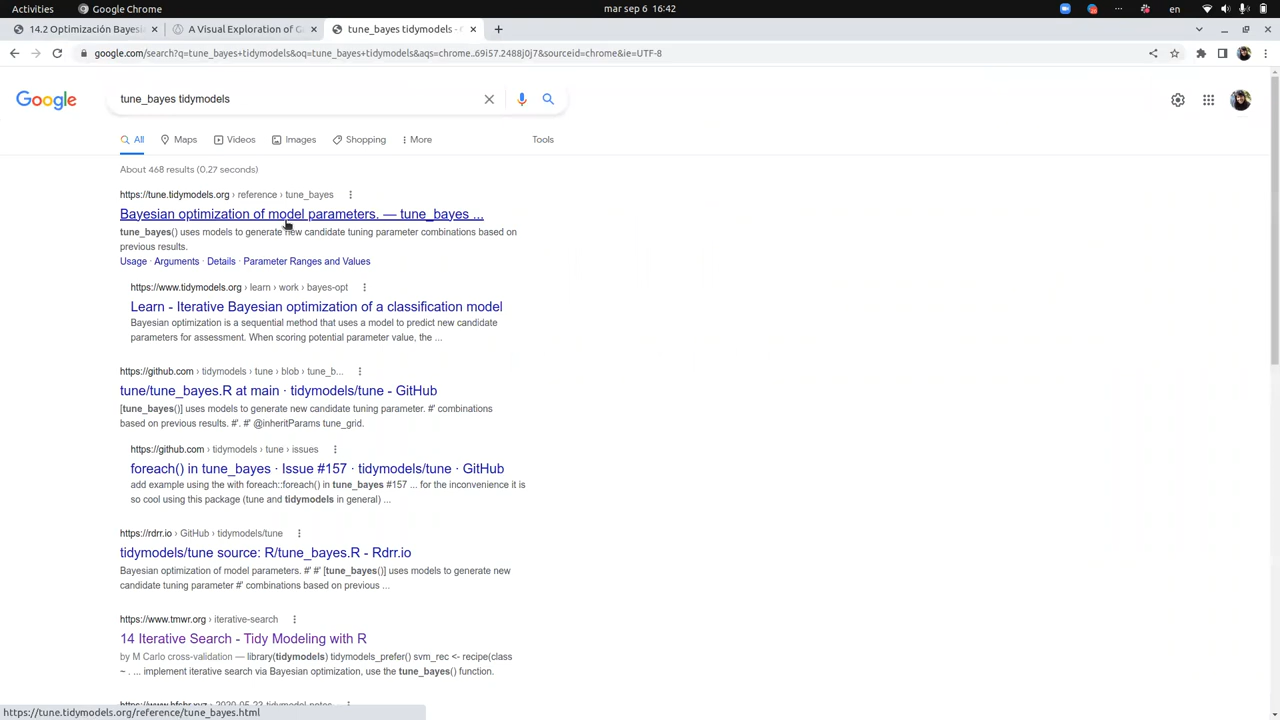 Activities
Google Chrome
mar sep 6 16:42
14.2 Optimización Bayesi
A Visual Exploration of G
tune_bayes tidymodels -
google.com/search?q=tune_bayes+tidymodels&oq=tune_bayes+tidymodels&aqs=chrome..69i57.2488j0j7&sourceid=chrome&ie=UTF-8
Google
tune_bayes tidymodels
All
Maps
Videos
Images
Shopping
More
Tools
About 468 results (0,27 seconds)
https://tune.tidymodels.org › reference › tune_bayes
Bayesian optimization of model parameters. — tune_bayes ...
tune_bayes() uses models to generate new candidate tuning parameter combinations based on
previous results.
Usage · Arguments · Details · Parameter Ranges and Values
https://www.tidymodels.org › learn › work › bayes-opt
Learn - Iterative Bayesian optimization of a classification model
Bayesian optimization is a sequential method that uses a model to predict new candidate
parameters for assessment. When scoring potential parameter value, the ...
https://github.com › tidymodels › tune › blob › tune_b...
tune/tune_bayes.R at main · tidymodels/tune - GitHub
[tune_bayes()] uses models to generate new candidate tuning parameter. #' combinations
based on previous results. #'. #' @inheritParams tune_grid.
https://github.com › tidymodels › tune › issues
foreach() in tune_bayes · Issue #157 · tidymodels/tune · GitHub
add example using the with foreach::foreach() in tune_bayes #157 ... for the inconvenience it is
so cool using this package (tune and tidymodels in general) ...
https://rdrr.io › GitHub › tidymodels/tune
tidymodels/tune source: R/tune_bayes.R - Rdrr.io
Bayesian optimization of model parameters. #' #' [tune_bayes()] uses models to generate new
candidate tuning parameter #' combinations based on previous ...
https://www.tmwr.org › iterative-search
14 Iterative Search - Tidy Modeling with R
by M Carlo cross-validation — library(tidymodels) tidymodels_prefer() svm_rec <- recipe(class
~ . ... implement iterative search via Bayesian optimization, use the tune_bayes() function.
https://tune.tidymodels.org/reference/tune_bayes.html